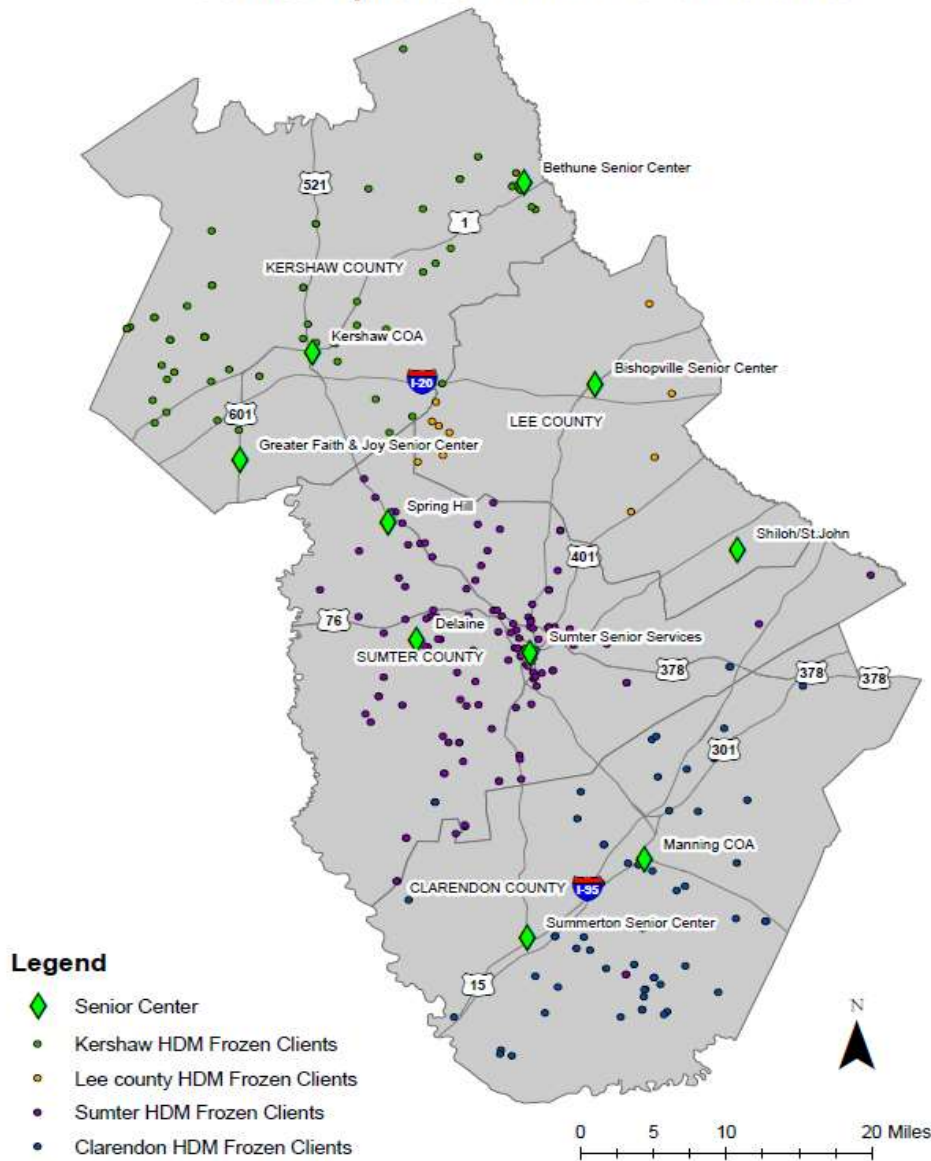 Bethune Senior Center
521
1
KERSHAW COUNTY
Kershaw COA
I-20
Bishopville Senior Center
601
LEE COUNTY
Greater Faith & Joy Senior Center
Spring Hill
Shiloh/St.John
401
76
Delaine
Sumter Senior Services
SUMTER COUNTY
378
378
378
301
Manning COA
CLARENDON COUNTY
I-95
Summerton Senior Center
15
Legend
Senior Center
Kershaw HDM Frozen Clients
Lee county HDM Frozen Clients
Sumter HDM Frozen Clients
Clarendon HDM Frozen Clients
N
0 5 10 20 Miles